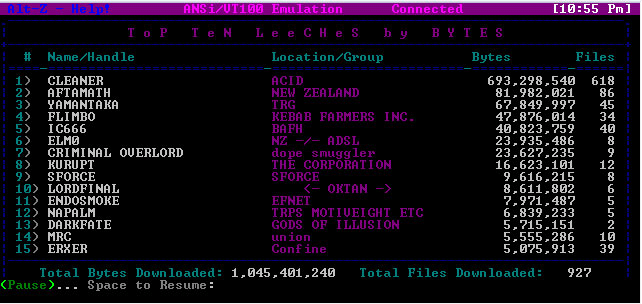 Alt-Z - Help! ANSi/VT100 Emulation Connected [10:55 Pm]
ToP TeN LeeCHeS by BYTES
# Name/Handle Location/Group Bytes Files
1) CLEANER ACID 693,298,540 618
2) AFTAMATH NEW ZEALAND 81,982,021 86
3) YAMANTAKA TRG 67,849,997 45
4) FLIMBO KEBAB FARMERS INC. 47,876,014 34
5) IC666 BAFH 40,823,759 40
6) ELM0 NZ -/- ADSL 23,935,486 8
7) CRIMINAL OVERLORD dope smuggler 23,627,235 9
8) KURUPT THE CORPORATION 16,623,101 12
9) SFORCE SFORCE 9,616,215 8
10) LORDFINAL <- OKTAN -> 8,611,802 6
11) ENDOSMOKE EFNET 7,971,487 5
12) NAPALM TRPS MOTIVEIGHT ETC 6,839,233 5
13) DARKFATE GODS OF ILLUSION 5,715,151 2
14) MRC union 5,555,286 10
15) ERXER Confine 5,075,913 39
Total Bytes Downloaded: 1,045,401,240 Total Files Downloaded: 927
(Pause)... Space to Resume: